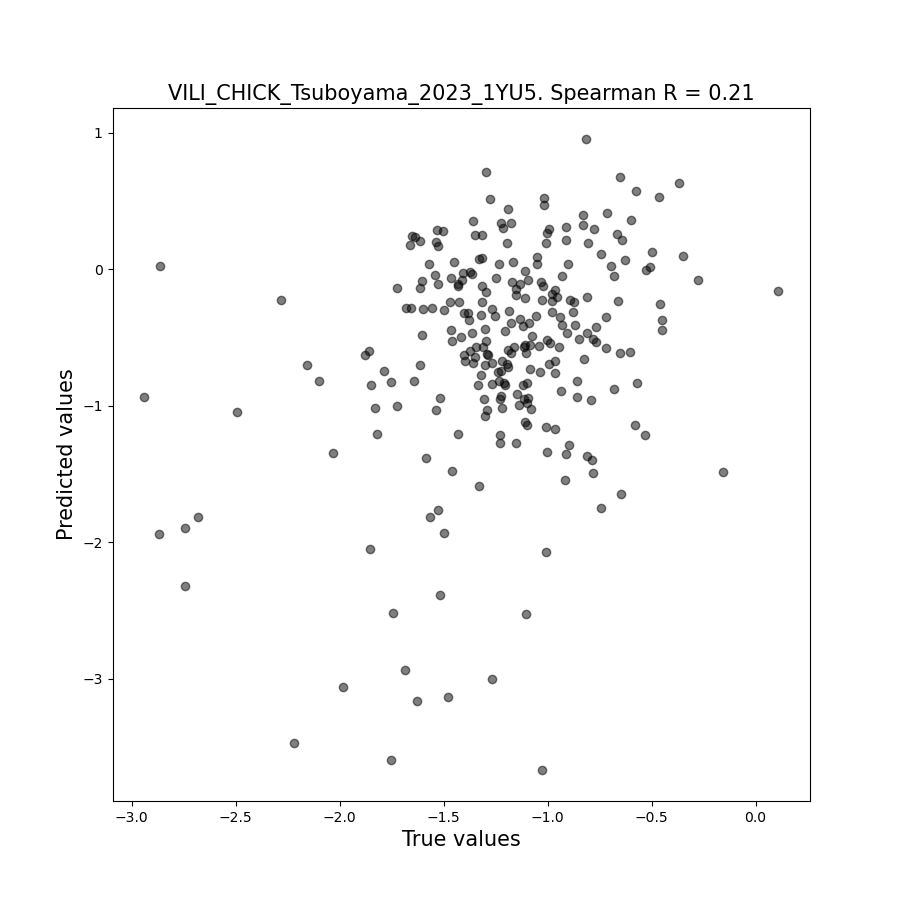 VILI_CHICK_Tsuboyama_2023_1YU5. Spearman R = 0.21
Predicted values
1
0
−1
−2
−3
−3.0 −2.5 −2.0 −1.5 −1.0 −0.5 0.0
True values